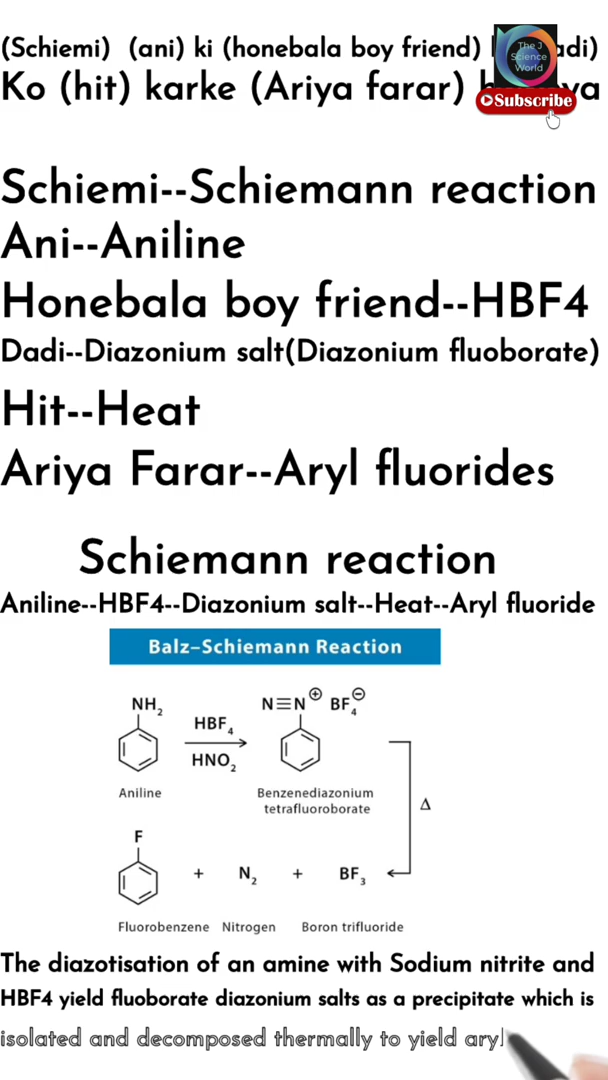 (Schiemi) (ani) ki (honebala boy friend)
The J
Science
World
Ko (hit) karke (Ariya farar)
Subscribe
Schiemi--Schiemann reaction
Ani--Aniline
Honebala boy friend--HBF4
Dadi--Diazonium salt(Diazonium fluoborate)
Hit--Heat
Ariya Farar--Aryl fluorides
Schiemann reaction
Aniline--HBF4--Diazonium salt--Heat--Aryl fluoride
Balz–Schiemann Reaction
NH₂ N≡N⊕ BF₄⊖
HBF₄
HNO₂
Aniline Benzenediazonium
tetrafluoroborate
Δ
F
+ N₂ + BF₃
Fluorobenzene Nitrogen Boron trifluoride
The diazotisation of an amine with Sodium nitrite and
HBF4 yield fluoborate diazonium salts as a precipitate which is
isolated and decomposed thermally to yield aryl